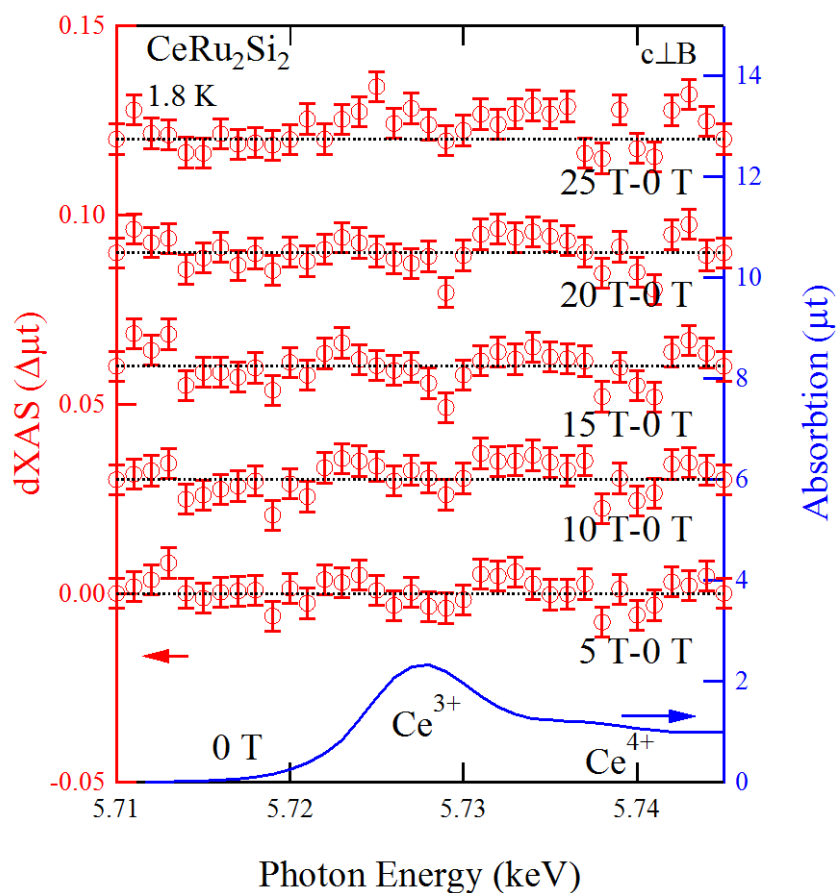 0.15
CeRu₂Si₂
c⊥B
14
1.8 K
12
25 T-0 T
0.10
10
20 T-0 T
dXAS (Δμt)
Absorbtion (μt)
8
0.05
15 T-0 T
6
10 T-0 T
0.00
4
5 T-0 T
2
Ce³⁺
0 T
Ce⁴⁺
-0.05
0
5.71
5.72
5.73
5.74
Photon Energy (keV)